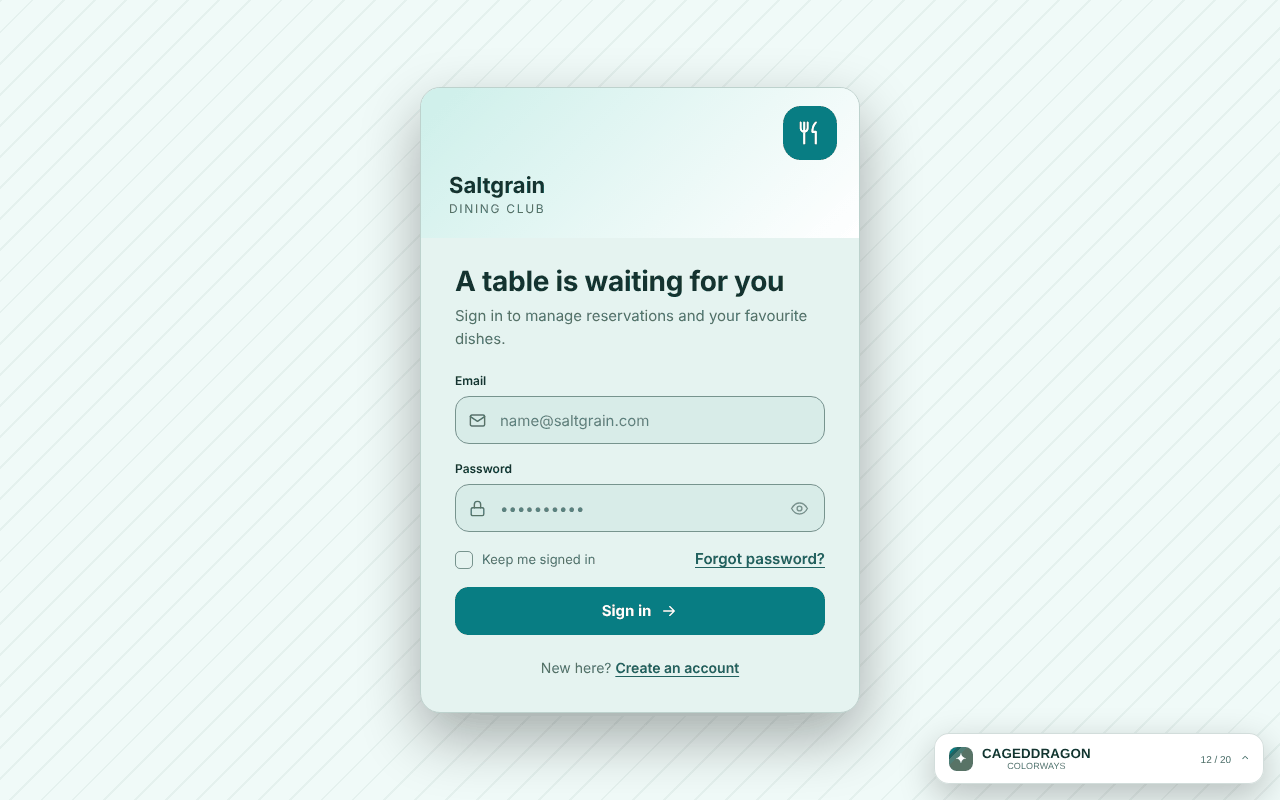 Saltgrain
DINING CLUB
A table is waiting for you
Sign in to manage reservations and your favourite
dishes.
Email
name@saltgrain.com
Password
••••••••••
Keep me signed in
Forgot password?
Sign in →
New here? Create an account
CAGEDDRAGON
COLORWAYS
12 / 20